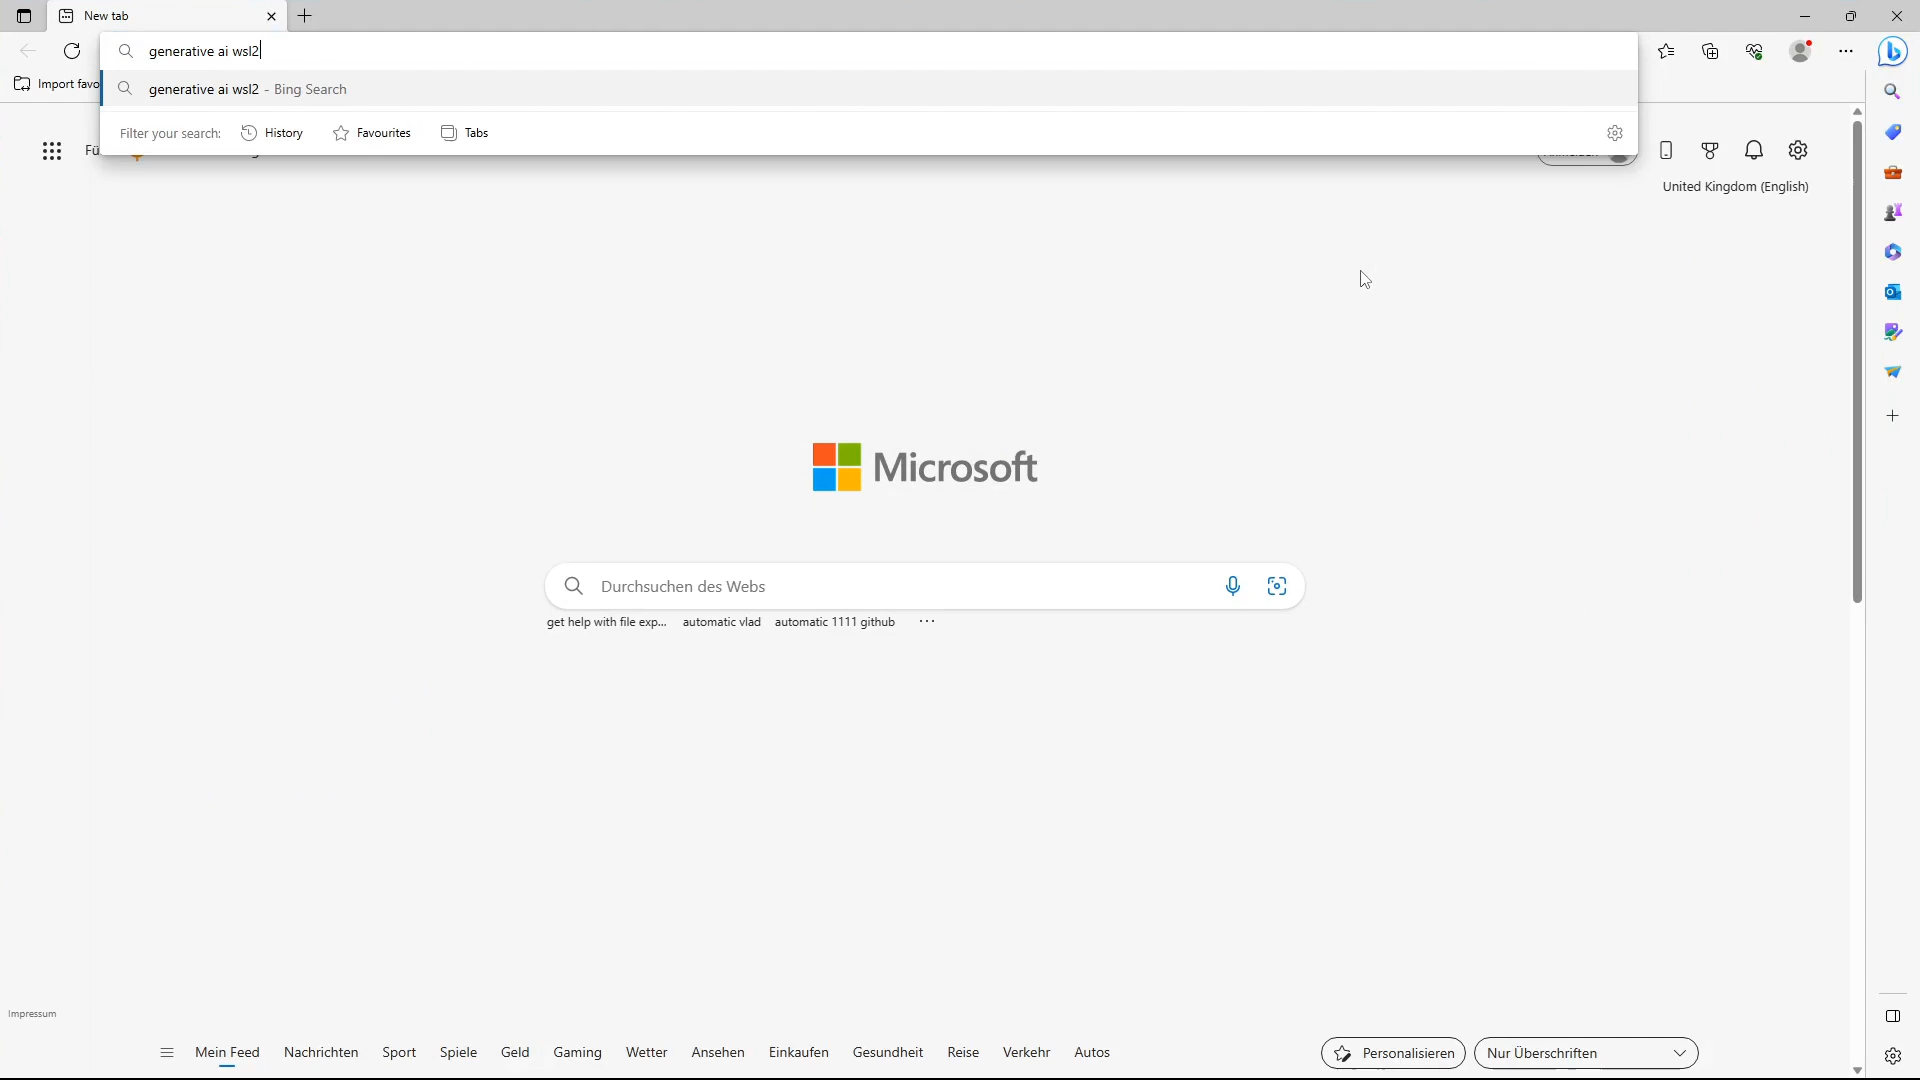 New tab
generative ai wsl2
generative ai wsl2 - Bing Search
Import favo
Filter your search: History Favourites Tabs
Fü
United Kingdom (English)
Microsoft
Durchsuchen des Webs
get help with file exp... automatic vlad automatic 1111 github ...
Impressum
Mein Feed Nachrichten Sport Spiele Geld Gaming Wetter Ansehen Einkaufen Gesundheit Reise Verkehr Autos Personalisieren Nur Überschriften